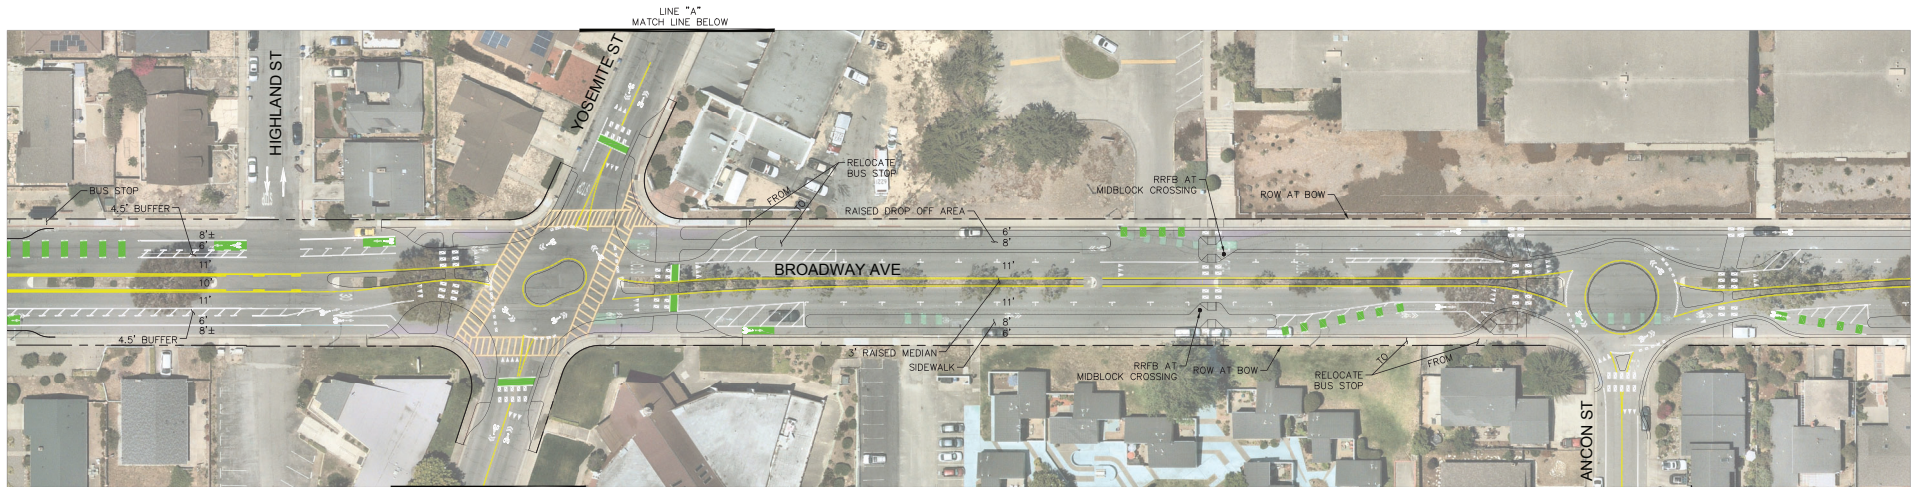 LINE "A"
MATCH LINE BELOW
HIGHLAND ST
YOSEMITE ST
BUS STOP
4.5' BUFFER
RELOCATE
BUS STOP
FROM
TO
RAISED DROP OFF AREA
RRFB AT
MIDBLOCK CROSSING
ROW AT BOW
8'±
6'
11'
10'
11'
6'
8'±
4.5' BUFFER
BROADWAY AVE
6'
8'
11'
11'
8'
6'
3' RAISED MEDIAN
SIDEWALK
RRFB AT
MIDBLOCK CROSSING
ROW AT BOW
TO
FROM
RELOCATE
BUS STOP
ANCON ST